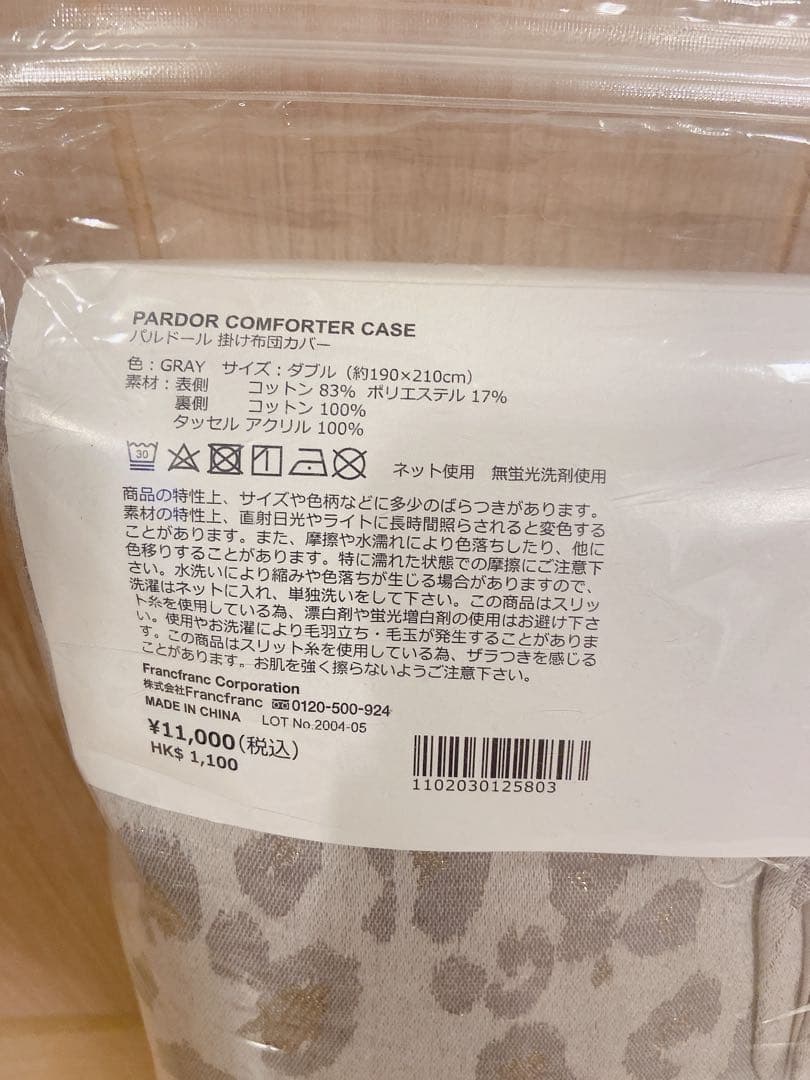 PARDOR COMFORTER CASE
パルドール 掛け布団カバー
色：GRAY サイズ：ダブル（約190×210cm）
素材：表側 コットン 83% ポリエステル 17%
裏側 コットン 100%
タッセル アクリル 100%
30 ネット使用 無蛍光洗剤使用
商品の特性上、サイズや色柄などに多少のばらつきがあります。
素材の特性上、直射日光やライトに長時間照らされると変色する
ことがあります。また、摩擦や水濡れにより色落ちしたり、他に
色移りすることがあります。特に濡れた状態での摩擦にご注意下
さい。水洗いにより縮みや色落ちが生じる場合がありますので、
洗濯はネットに入れ、単独洗いをして下さい。この商品はスリッ
ト糸を使用している為、漂白剤や蛍光増白剤の使用はお避け下さ
い。使用やお洗濯により毛羽立ち・毛玉が発生することがありま
す。この商品はスリット糸を使用している為、ザラつきを感じる
ことがあります。お肌を強く擦らないようご注意下さい。
Francfranc Corporation
株式会社Francfranc 0120-500-924
MADE IN CHINA LOT No.2004-05
¥11,000(税込)
HK$ 1,100
1102030125803